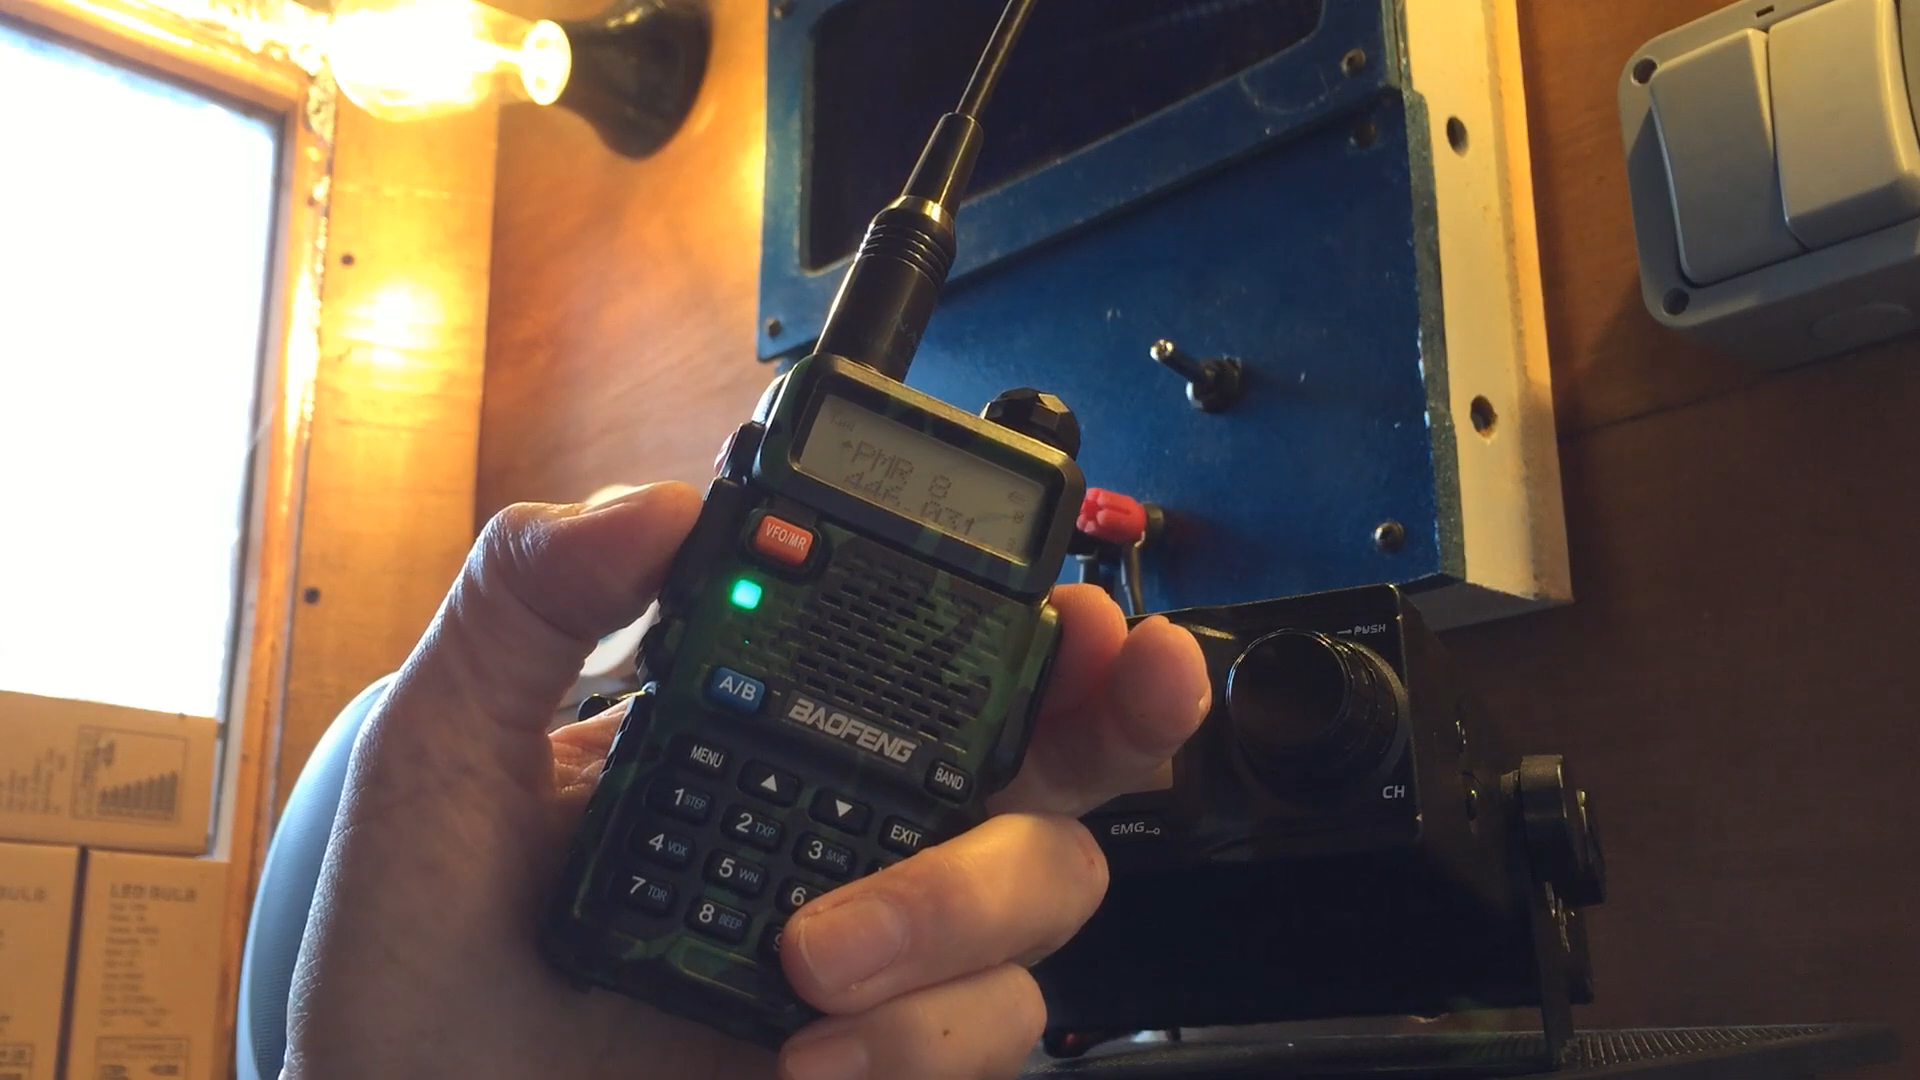 PMR 8
446.031
VFO/MR
A/B
BAOFENG
MENU
BAND
1 STEP
2 TXP
EXIT
4 VOX
3 SAVE
5 WN
6
7 TDR
8 BEEP
9
PUSH
CH
EMG
LED BULB